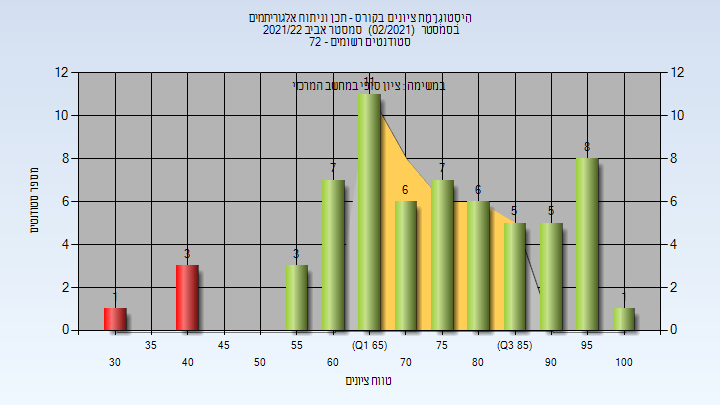 היסטוגרמת ציונים בקורס - תכן וניתוח אלגוריתמים
בסמסטר (02/2021) סמסטר אביב 2021/22
סטודנטים רשומים - 72
במשימה : ציון סופי במחשב המרכזי
מספר סטודנטים
12 12
10 10
8 8
6 6
4 4
2 2
0 0
1 3 3 7 11 6 7 6 5 5 8 1
35 45 55 (Q1 65) 75 (Q3 85) 95
30 40 50 60 70 80 90 100
טווח ציונים